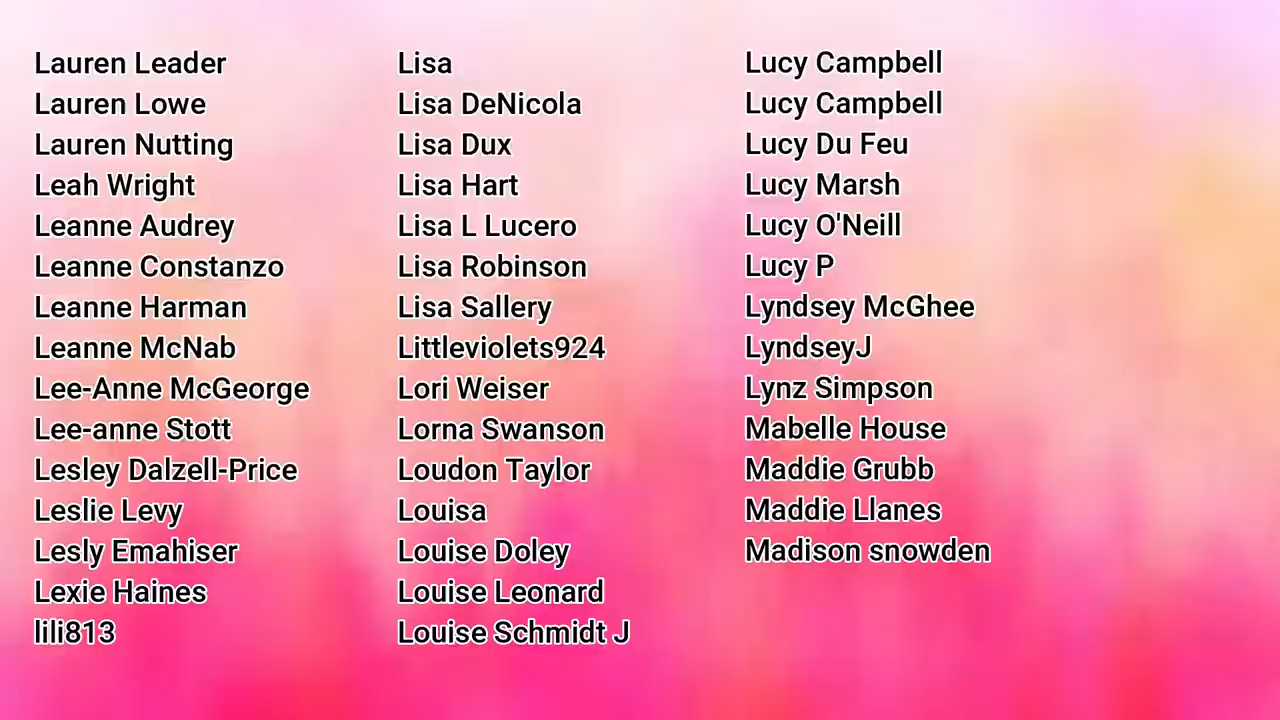 Lauren Leader
Lauren Lowe
Lauren Nutting
Leah Wright
Leanne Audrey
Leanne Constanzo
Leanne Harman
Leanne McNab
Lee-Anne McGeorge
Lee-anne Stott
Lesley Dalzell-Price
Leslie Levy
Lesly Emahiser
Lexie Haines
lili813
Lisa
Lisa DeNicola
Lisa Dux
Lisa Hart
Lisa L Lucero
Lisa Robinson
Lisa Sallery
Littleviolets924
Lori Weiser
Lorna Swanson
Loudon Taylor
Louisa
Louise Doley
Louise Leonard
Louise Schmidt J
Lucy Campbell
Lucy Campbell
Lucy Du Feu
Lucy Marsh
Lucy O'Neill
Lucy P
Lyndsey McGhee
LyndseyJ
Lynz Simpson
Mabelle House
Maddie Grubb
Maddie Llanes
Madison snowden